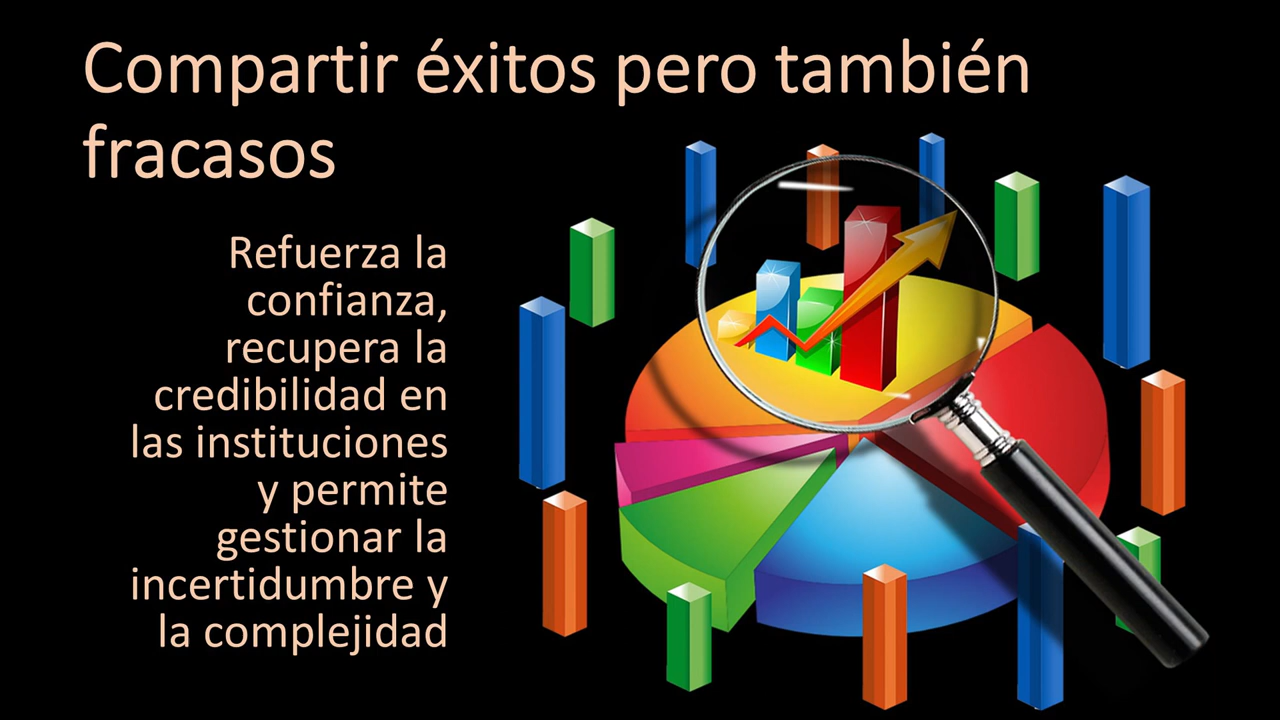 Compartir éxitos pero también
fracasos
Refuerza la
confianza,
recupera la
credibilidad en
las instituciones
y permite
gestionar la
incertidumbre y
la complejidad